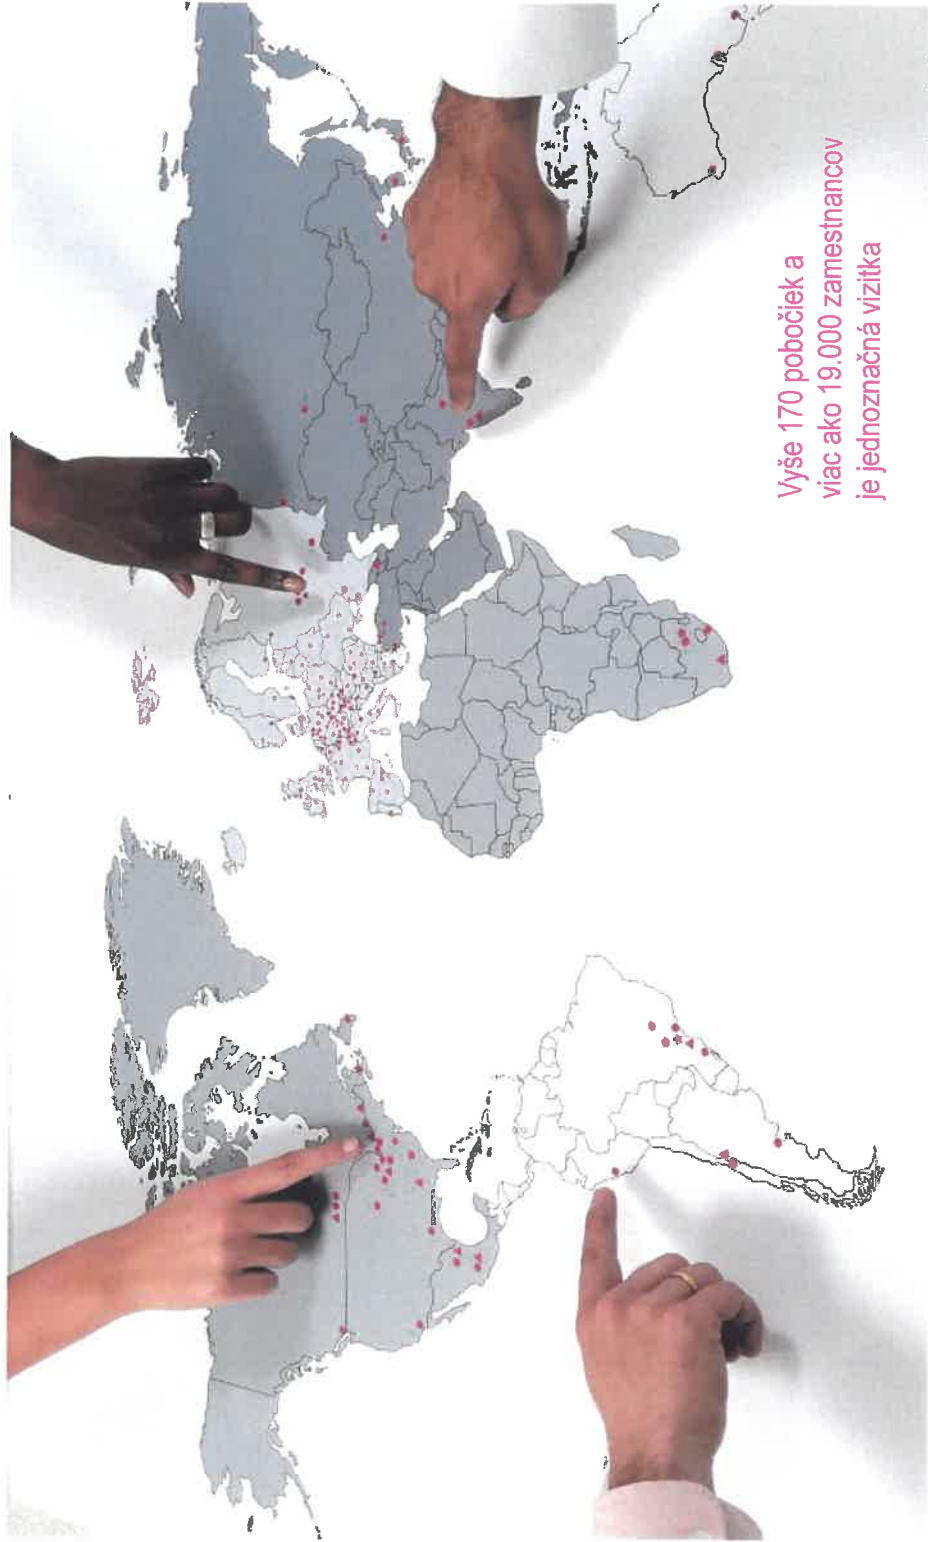 Vyše 170 pobočiek a
viac ako 19.000 zamestnancov
je jednoznačná vizitka